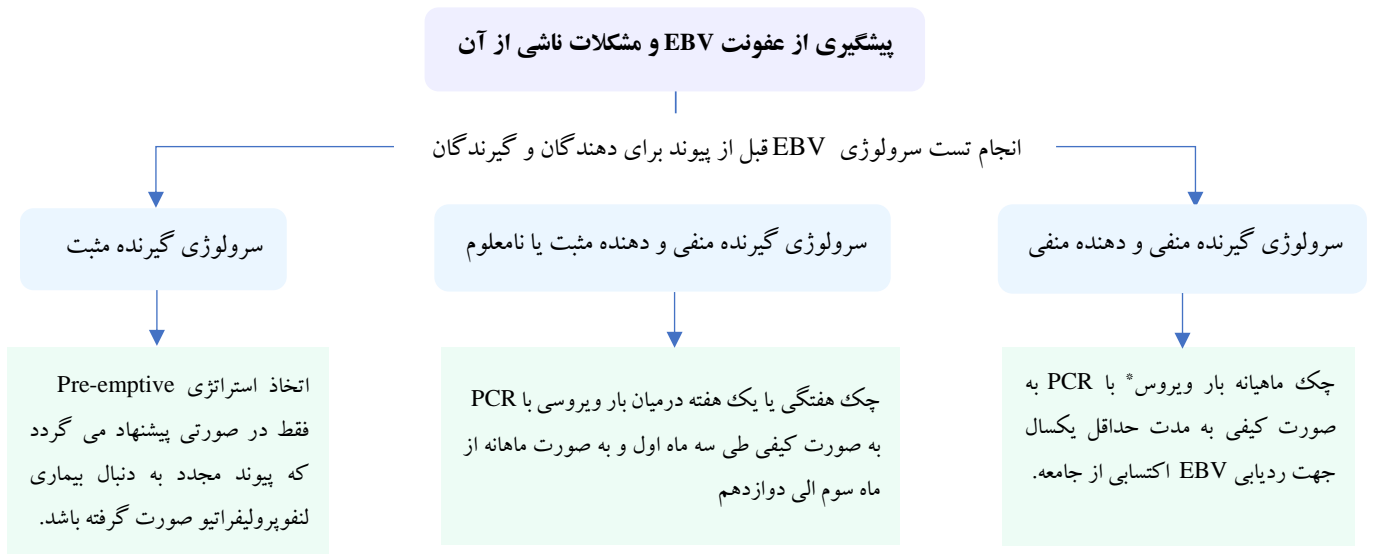 پیشگیری از عفونت EBV و مشکلات ناشی از آن
انجام تست سرولوژی EBV قبل از پیوند برای دهندگان و گیرندگان
سرولوژی گیرنده منفی و دهنده منفی
سرولوژی گیرنده منفی و دهنده مثبت یا نامعلوم
سرولوژی گیرنده مثبت
چک ماهیانه بار ویروس* با PCR به
صورت کیفی به مدت حداقل یکسال
جهت ردیابی EBV اکتسابی از جامعه.
چک هفتگی یا یک هفته درمیان بار ویروسی با PCR
به صورت کیفی طی سه ماه اول و به صورت ماهانه از
ماه سوم الی دوازدهم
اتخاذ استراتژی Pre-emptive
فقط در صورتی پیشنهاد می گردد
که پیوند مجدد به دنبال بیماری
لنفوپرولیفراتیو صورت گرفته باشد.